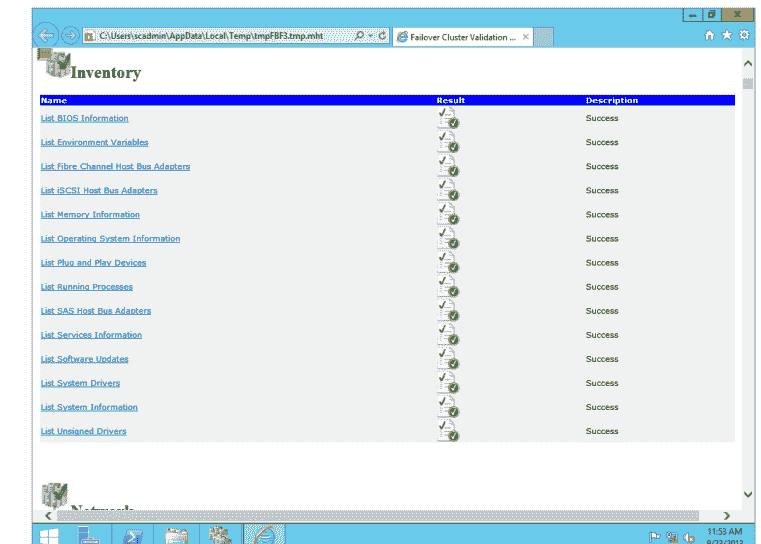 C:\Users\scadmin\AppData\Local\Temp\tmpFBF3.tmp.mht
Failover Cluster Validation ...
Inventory
Name Result Description
List BIOS Information Success
List Environment Variables Success
List Fibre Channel Host Bus Adapters Success
List iSCSI Host Bus Adapters Success
List Memory Information Success
List Operating System Information Success
List Plug and Play Devices Success
List Running Processes Success
List SAS Host Bus Adapters Success
List Services Information Success
List Software Updates Success
List System Drivers Success
List System Information Success
List Unsigned Drivers Success
Network
11:53 AM
9/23/2013